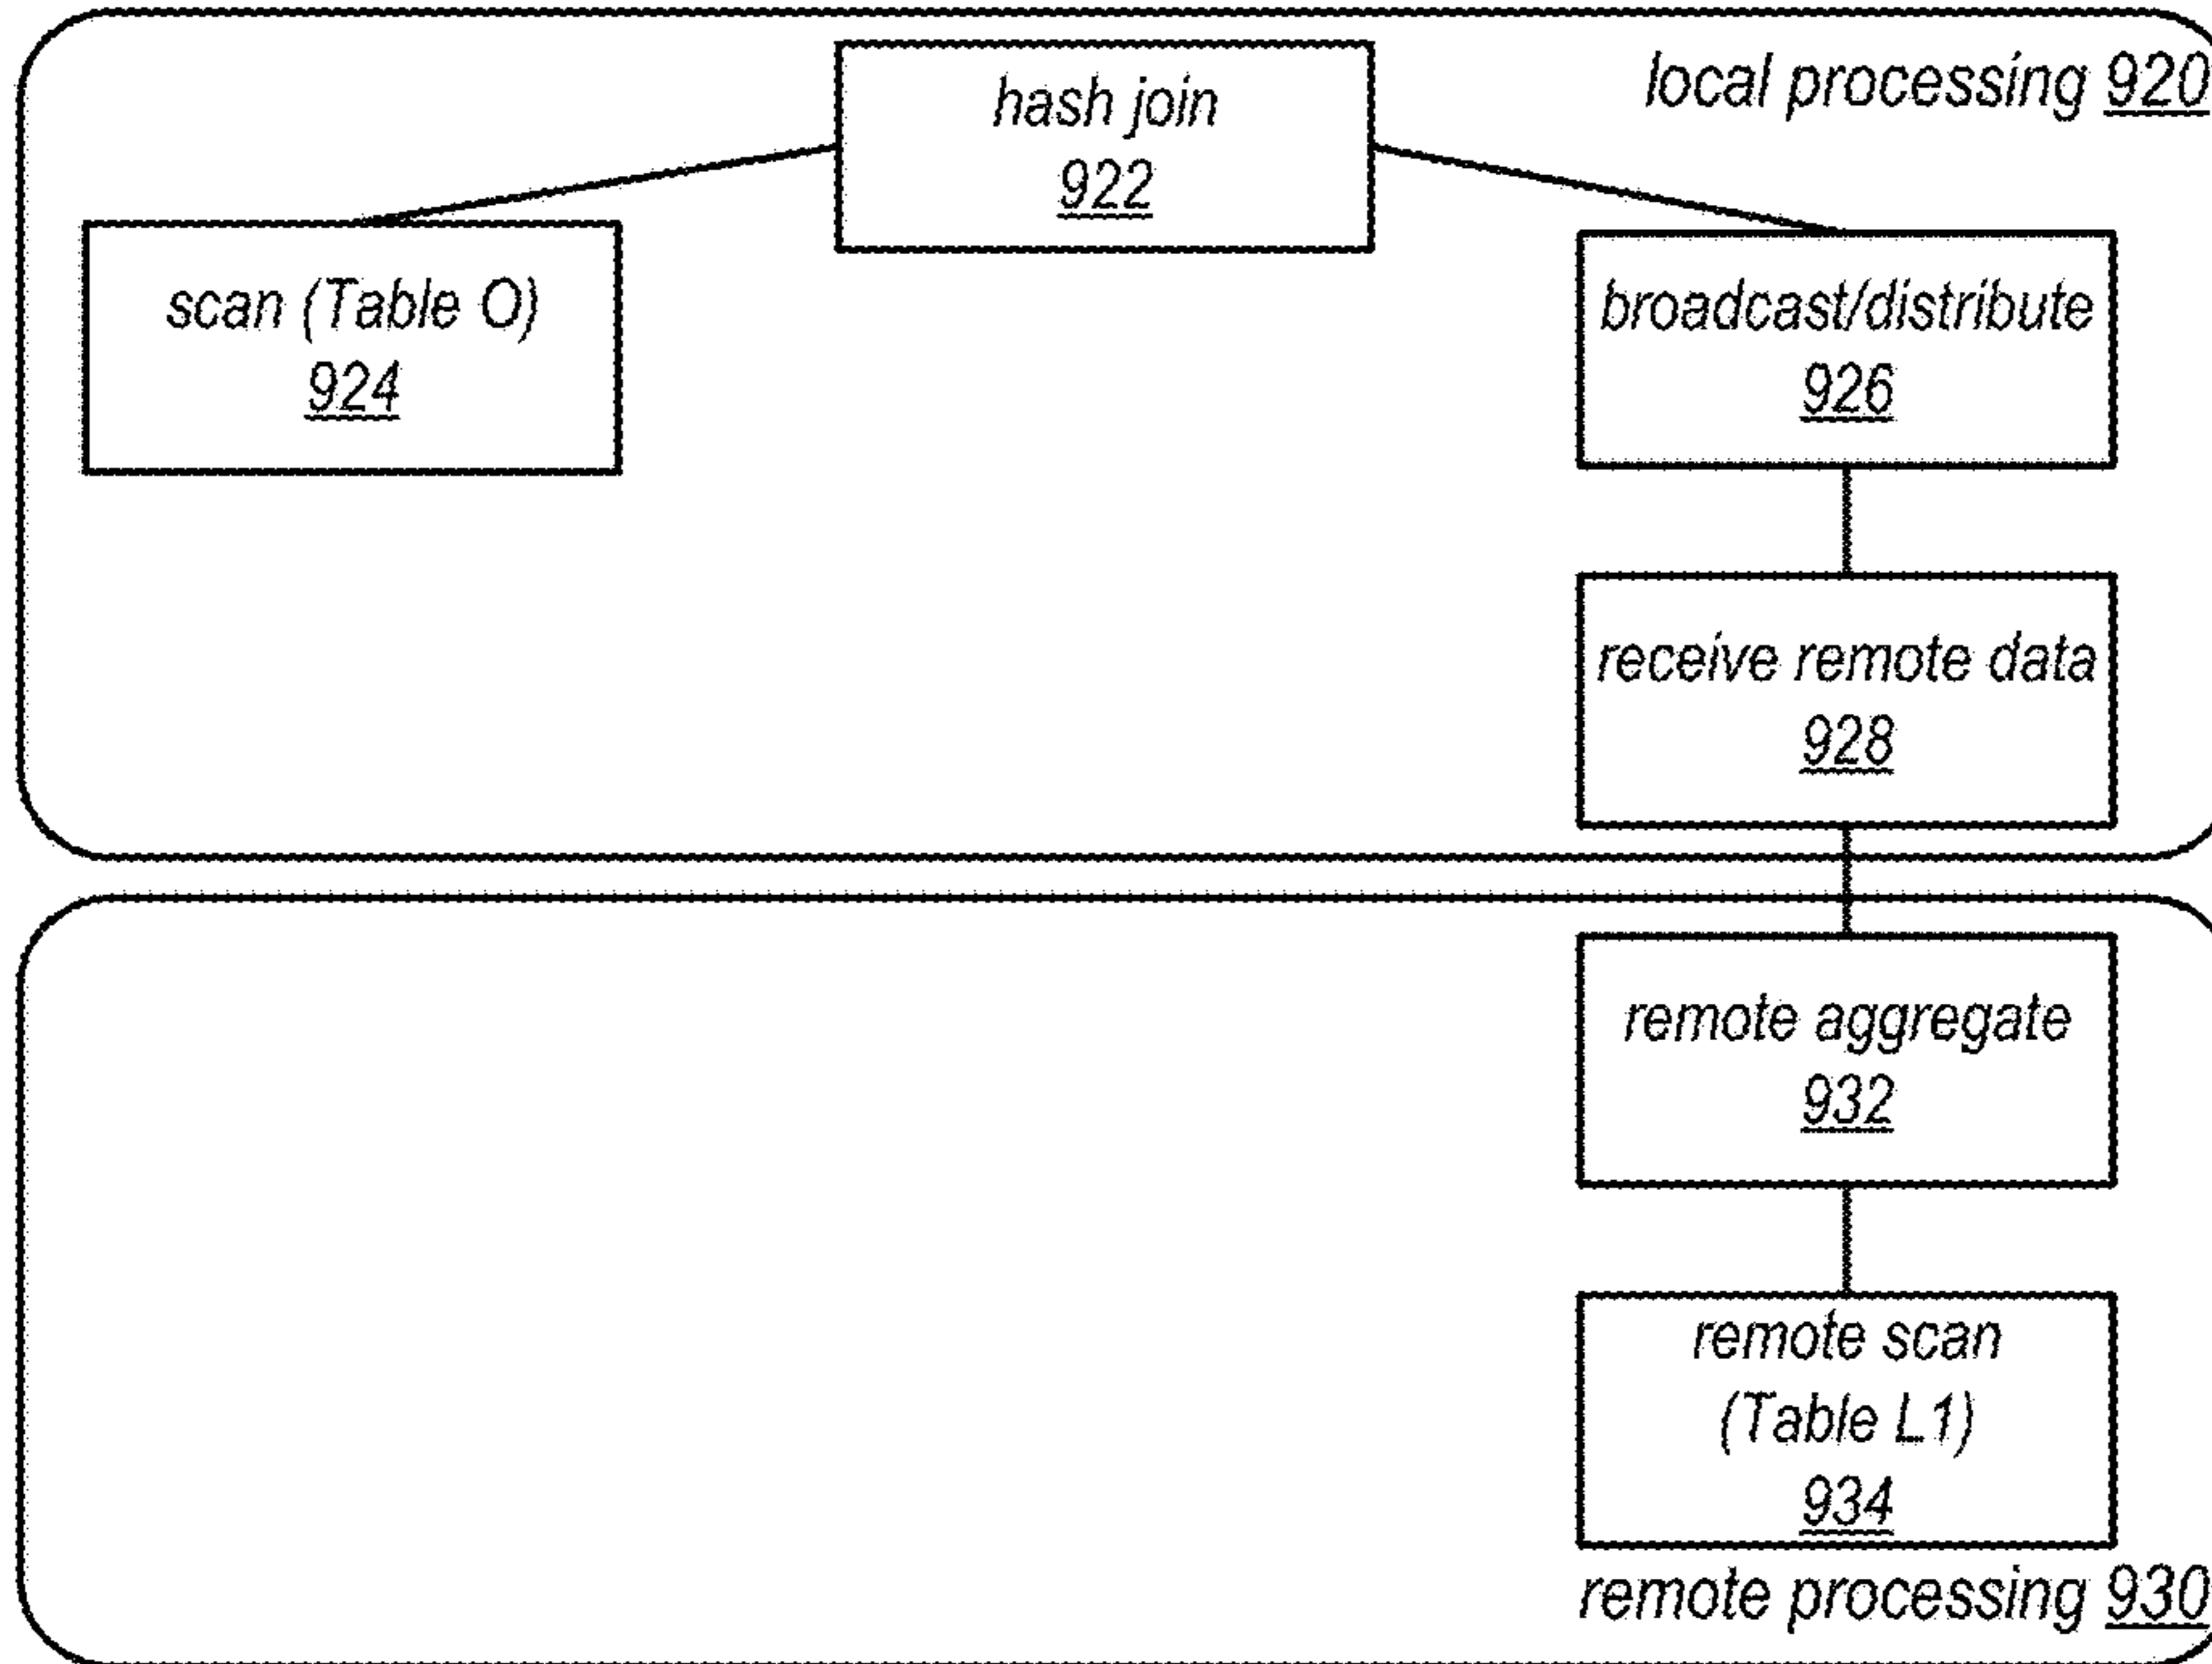 local processing 920
hash join
922
scan (Table O)
924
broadcast/distribute
926
receive remote data
928
remote aggregate
932
remote scan
(Table L1)
934
remote processing 930